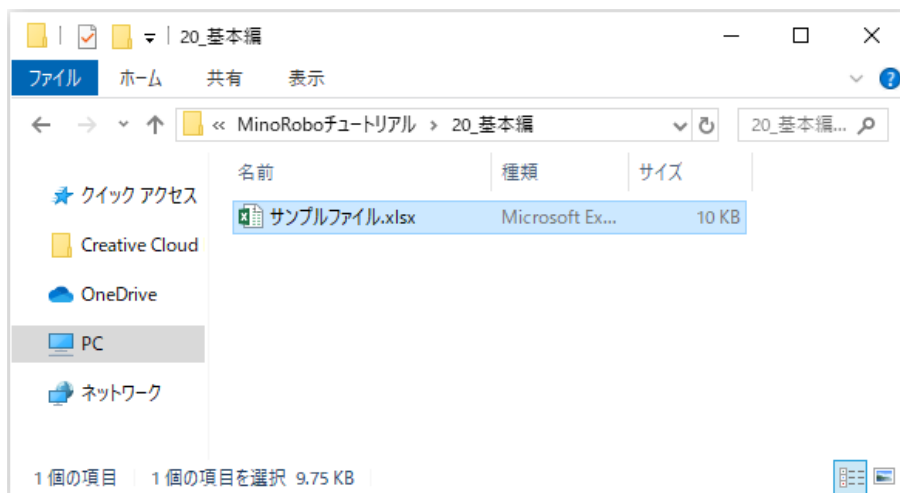 20_基本編
ファイル ホーム 共有 表示
« MinoRoboチュートリアル › 20_基本編 20_基本編...
名前 種類 サイズ
クイック アクセス
サンプルファイル.xlsx Microsoft Ex... 10 KB
Creative Cloud
OneDrive
PC
ネットワーク
1 個の項目 1 個の項目を選択 9.75 KB